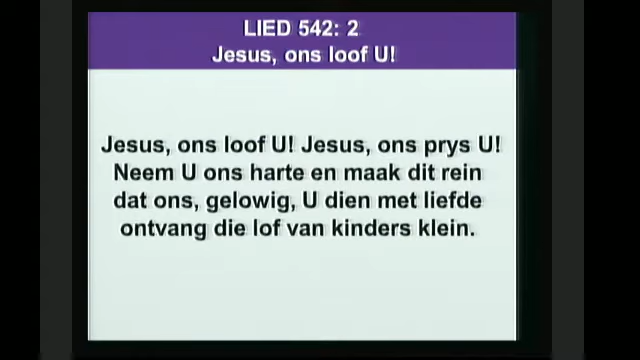 LIED 542: 2
Jesus, ons loof U!
Jesus, ons loof U! Jesus, ons prys U!
Neem U ons harte en maak dit rein
dat ons, gelowig, U dien met liefde
ontvang die lof van kinders klein.